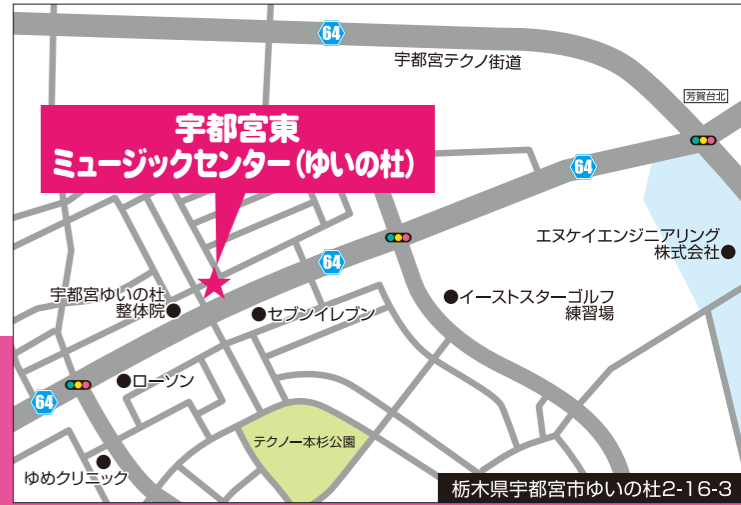 64
宇都宮テクノ街道
芳賀台北
宇都宮東
ミュージックセンター(ゆいの杜)
64
エヌケイエンジニアリング
株式会社
64
宇都宮ゆいの杜
整体院
セブンイレブン
イーストスターゴルフ
練習場
ローソン
64
テクノ一本杉公園
ゆめクリニック
栃木県宇都宮市ゆいの杜2-16-3